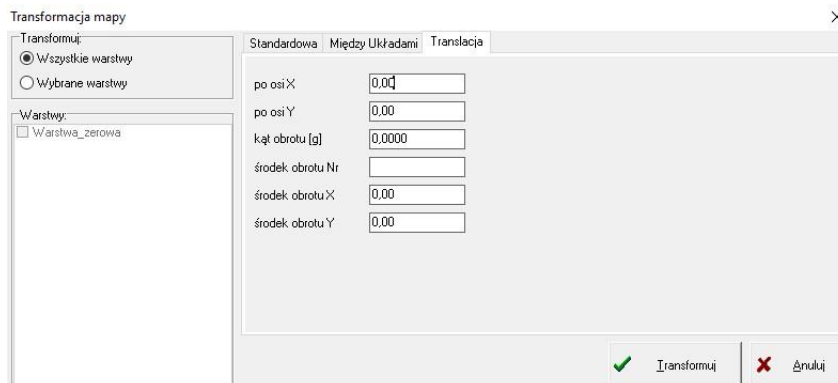 Transformacja mapy
Transformuj:
Wszystkie warstwy
Wybrane warstwy
Warstwy:
Warstwa_zerowa
Standardowa Między Układami Translacja
po osi X 0,00
po osi Y 0,00
kąt obrotu [g] 0,0000
środek obrotu Nr
środek obrotu X 0,00
środek obrotu Y 0,00
Transformuj Anuluj